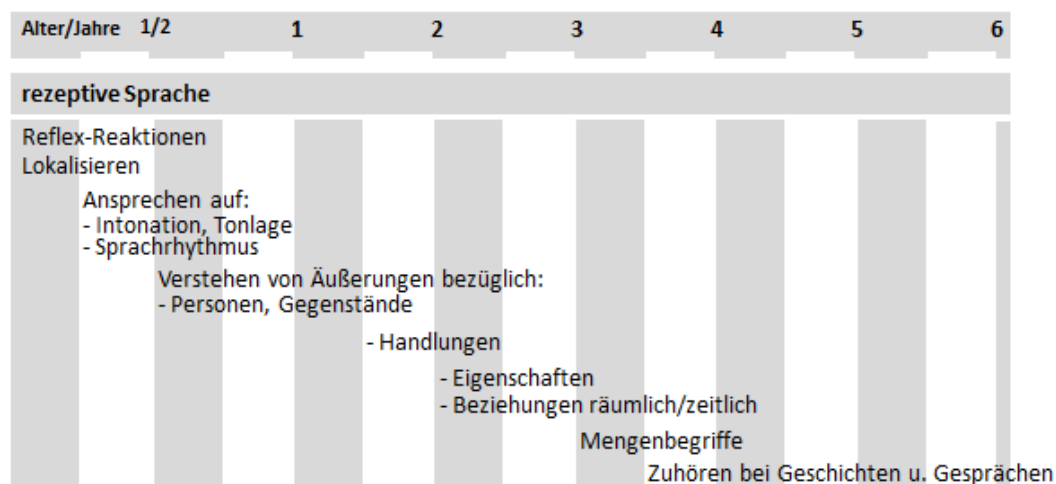 Alter/Jahre 1/2 1 2 3 4 5 6
rezeptive Sprache
Reflex-Reaktionen
Lokalisieren
Ansprechen auf:
- Intonation, Tonlage
- Sprachrhythmus
Verstehen von Äußerungen bezüglich:
- Personen, Gegenstände
- Handlungen
- Eigenschaften
- Beziehungen räumlich/zeitlich
Mengenbegriffe
Zuhören bei Geschichten u. Gesprächen